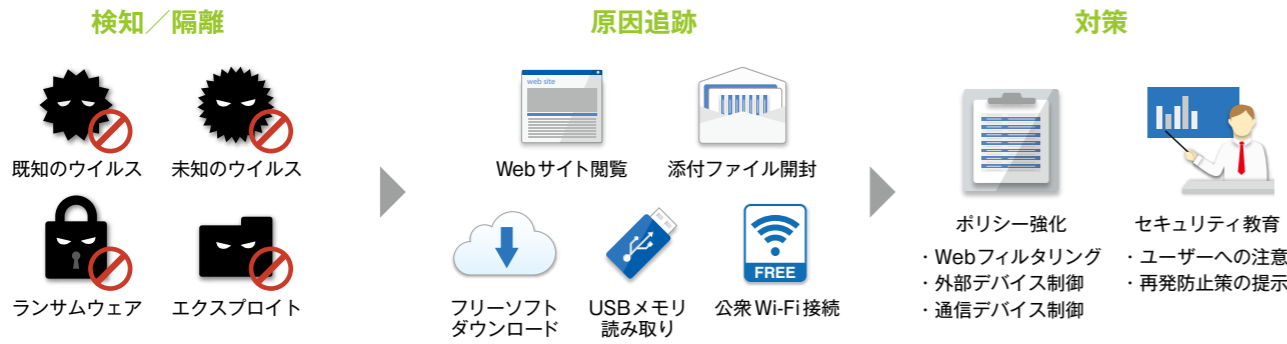 検知／隔離
既知のウイルス
未知のウイルス
ランサムウェア
エクスプロイト
原因追跡
web site
Webサイト閲覧
添付ファイル開封
フリーソフト
ダウンロード
USBメモリ
読み取り
FREE
公衆Wi-Fi接続
対策
ポリシー強化
・Webフィルタリング
・外部デバイス制御
・通信デバイス制御
セキュリティ教育
・ユーザーへの注意
・再発防止策の提示